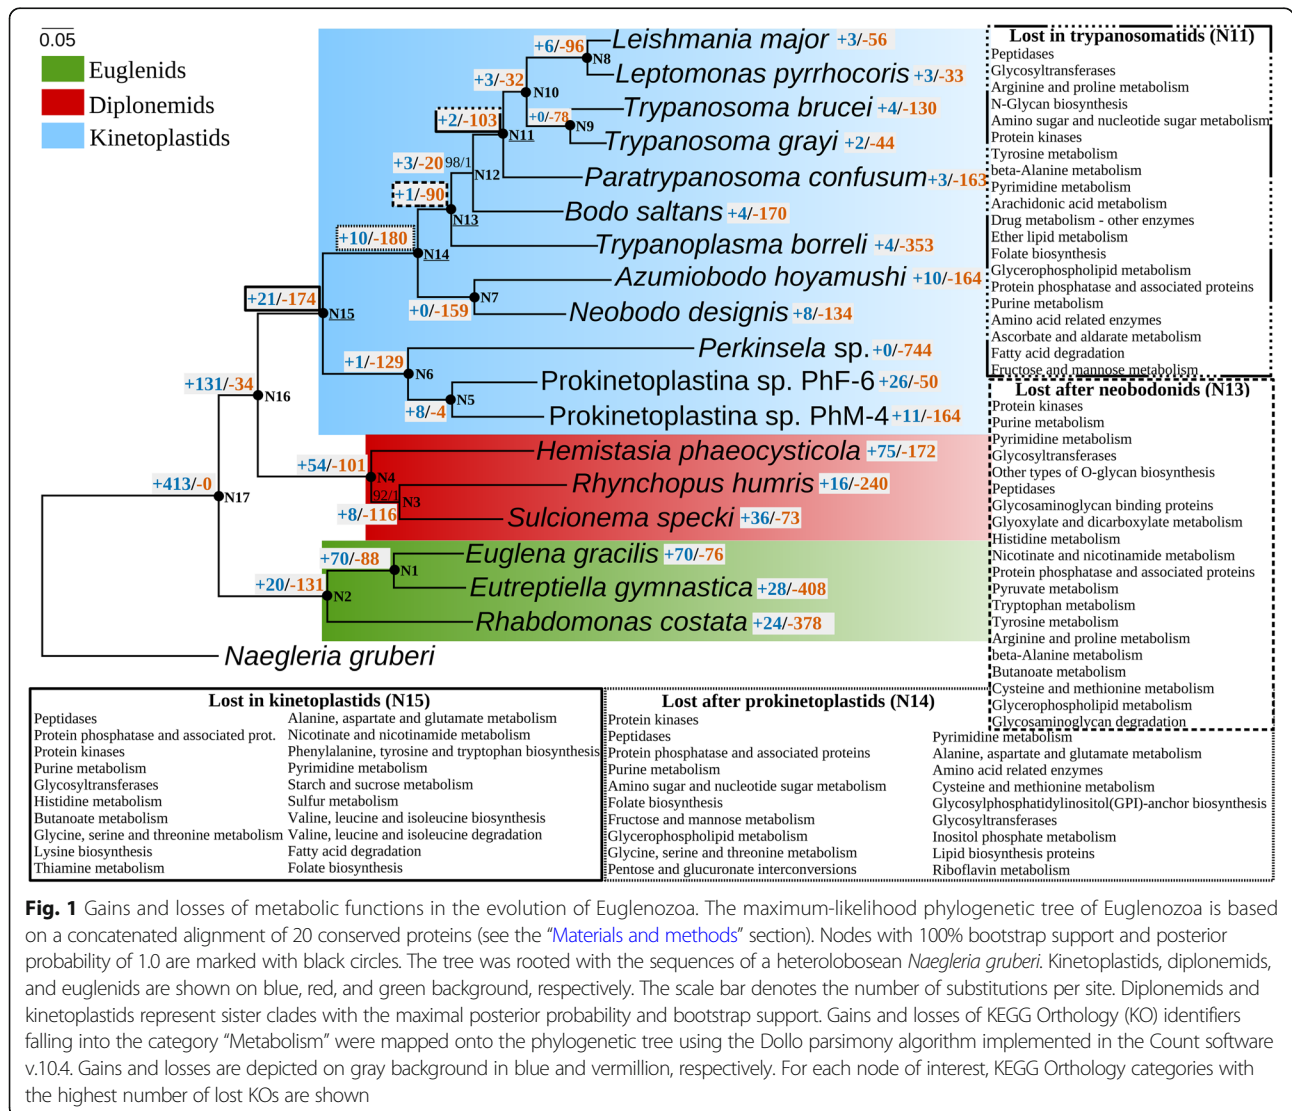 0.05
Euglenids
Diplonemids
Kinetoplastids
Leishmania major +3/-56
+6/-96
N8
Leptomonas pyrrhocoris +3/-33
+3/-32
N10
Trypanosoma brucei +4/-130
+0/-78
N9
+2/-103
N11
Trypanosoma grayi +2/-44
+3/-20
98/1
N12
Paratrypanosoma confusum +3/-163
+1/-90
N13
Bodo saltans +4/-170
+10/-180
N14
Trypanoplasma borreli +4/-353
Azumiobodo hoyamushi +10/-164
+21/-174
N15
N7
+0/-159
Neobodo designis +8/-134
Perkinsela sp. +0/-744
+1/-129
N6
Prokinetoplastina sp. PhF-6 +26/-50
+131/-34
N16
N5
+8/-4
Prokinetoplastina sp. PhM-4 +11/-164
Hemistasia phaeocysticola +75/-172
+54/-101
N4
Rhynchopus humris +16/-240
+413/-0
N17
92/1
N3
+8/-116
Sulcionema specki +36/-73
Euglena gracilis +70/-76
+70/-88
N1
+20/-131
N2
Eutreptiella gymnastica +28/-408
Rhabdomonas costata +24/-378
Naegleria gruberi
Lost in trypanosomatids (N11)
Peptidases
Glycosyltransferases
Arginine and proline metabolism
N-Glycan biosynthesis
Amino sugar and nucleotide sugar metabolism
Protein kinases
Tyrosine metabolism
beta-Alanine metabolism
Pyrimidine metabolism
Arachidonic acid metabolism
Drug metabolism - other enzymes
Ether lipid metabolism
Folate biosynthesis
Glycerophospholipid metabolism
Protein phosphatase and associated proteins
Purine metabolism
Amino acid related enzymes
Ascorbate and aldarate metabolism
Fatty acid degradation
Fructose and mannose metabolism
Lost after neobodonids (N13)
Protein kinases
Purine metabolism
Pyrimidine metabolism
Glycosyltransferases
Other types of O-glycan biosynthesis
Peptidases
Glycosaminoglycan binding proteins
Glyoxylate and dicarboxylate metabolism
Histidine metabolism
Nicotinate and nicotinamide metabolism
Protein phosphatase and associated proteins
Pyruvate metabolism
Tryptophan metabolism
Tyrosine metabolism
Arginine and proline metabolism
beta-Alanine metabolism
Butanoate metabolism
Cysteine and methionine metabolism
Glycerophospholipid metabolism
Glycosaminoglycan degradation
Lost in kinetoplastids (N15)
Peptidases
Protein phosphatase and associated prot.
Protein kinases
Purine metabolism
Glycosyltransferases
Histidine metabolism
Butanoate metabolism
Glycine, serine and threonine metabolism
Lysine biosynthesis
Thiamine metabolism
Alanine, aspartate and glutamate metabolism
Nicotinate and nicotinamide metabolism
Phenylalanine, tyrosine and tryptophan biosynthesis
Pyrimidine metabolism
Starch and sucrose metabolism
Sulfur metabolism
Valine, leucine and isoleucine biosynthesis
Valine, leucine and isoleucine degradation
Fatty acid degradation
Folate biosynthesis
Lost after prokinetoplastids (N14)
Protein kinases
Peptidases
Protein phosphatase and associated proteins
Purine metabolism
Amino sugar and nucleotide sugar metabolism
Folate biosynthesis
Fructose and mannose metabolism
Glycerophospholipid metabolism
Glycine, serine and threonine metabolism
Pentose and glucuronate interconversions
Pyrimidine metabolism
Alanine, aspartate and glutamate metabolism
Amino acid related enzymes
Cysteine and methionine metabolism
Glycosylphosphatidylinositol(GPI)-anchor biosynthesis
Glycosyltransferases
Inositol phosphate metabolism
Lipid biosynthesis proteins
Riboflavin metabolism
Fig. 1 Gains and losses of metabolic functions in the evolution of Euglenozoa. The maximum-likelihood phylogenetic tree of Euglenozoa is based
on a concatenated alignment of 20 conserved proteins (see the “Materials and methods” section). Nodes with 100% bootstrap support and posterior
probability of 1.0 are marked with black circles. The tree was rooted with the sequences of a heterolobosean Naegleria gruberi. Kinetoplastids, diplonemids,
and euglenids are shown on blue, red, and green background, respectively. The scale bar denotes the number of substitutions per site. Diplonemids and
kinetoplastids represent sister clades with the maximal posterior probability and bootstrap support. Gains and losses of KEGG Orthology (KO) identifiers
falling into the category “Metabolism” were mapped onto the phylogenetic tree using the Dollo parsimony algorithm implemented in the Count software
v.10.4. Gains and losses are depicted on gray background in blue and vermillion, respectively. For each node of interest, KEGG Orthology categories with
the highest number of lost KOs are shown